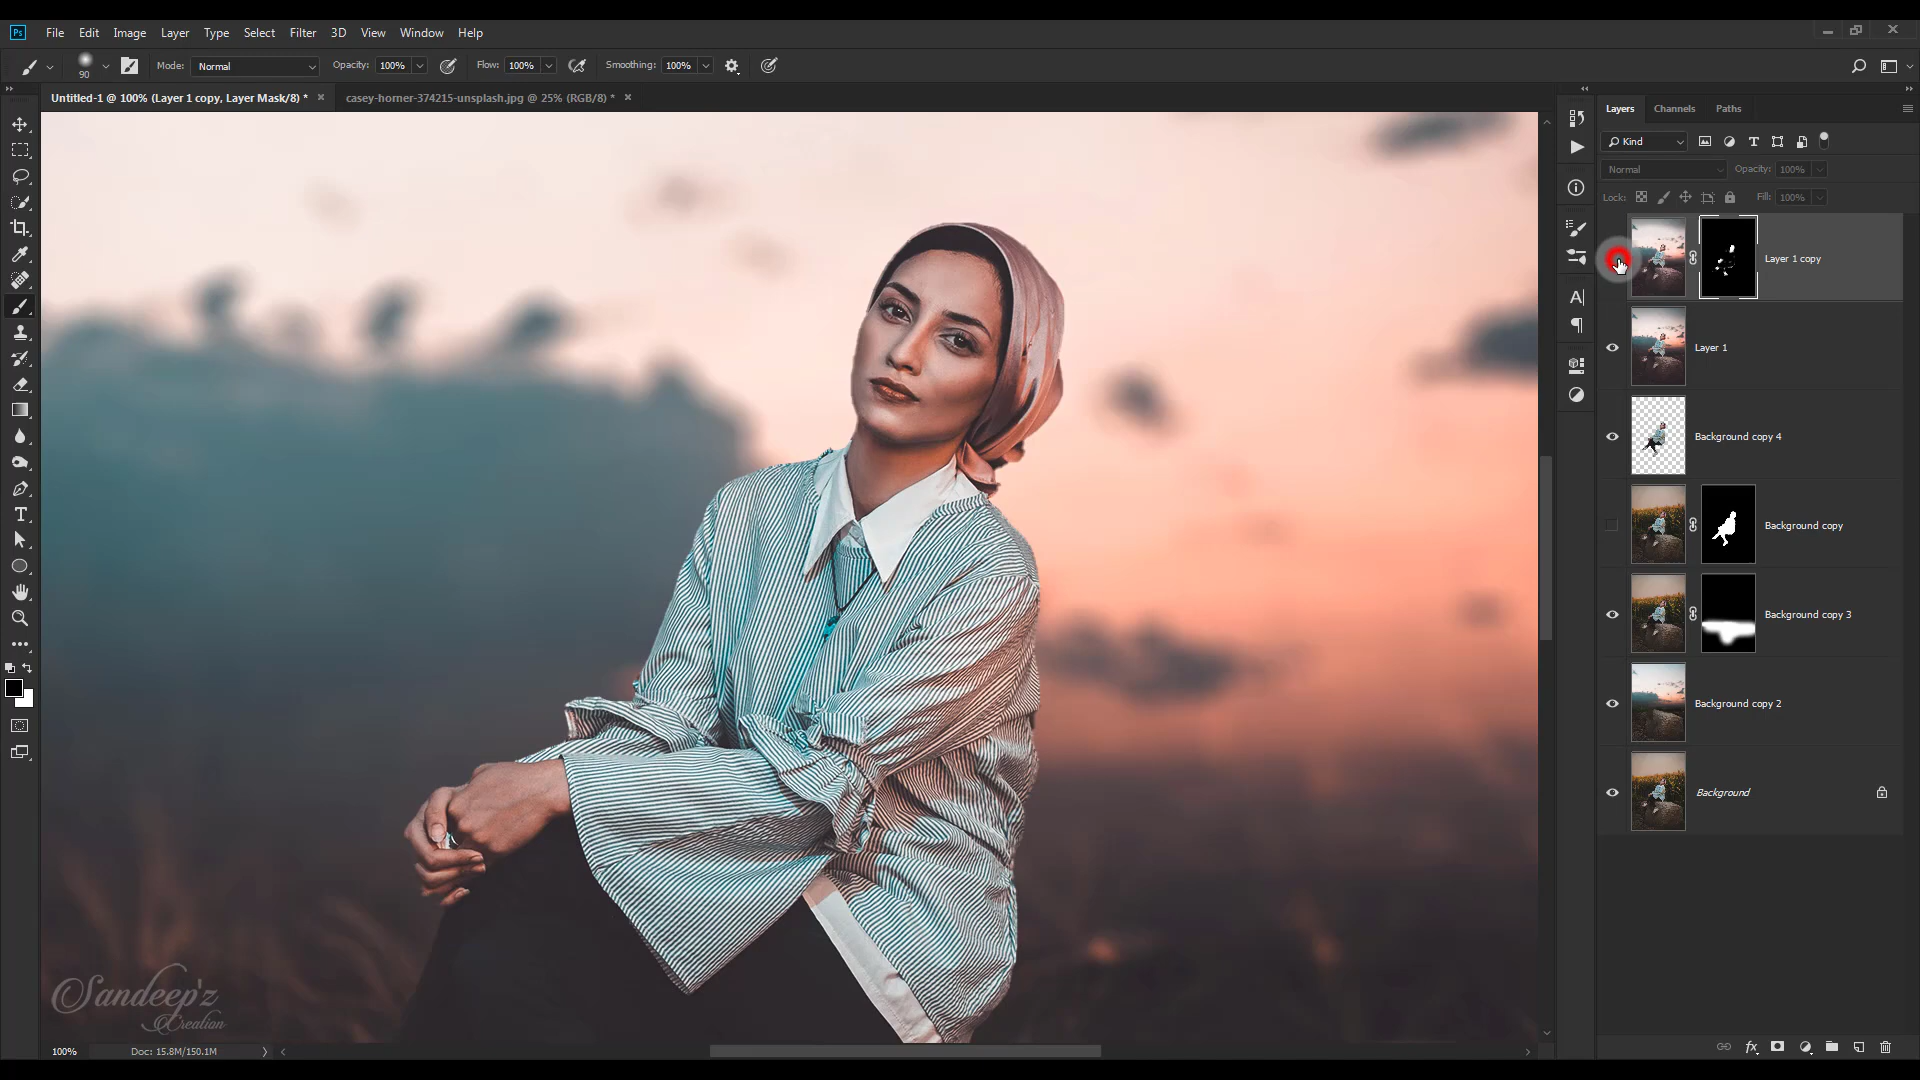 Ps File Edit Image Layer Type Select Filter 3D View Window Help
90 Mode: Normal Opacity: 100% Flow: 100% Smoothing: 100%
Untitled-1 @ 100% (Layer 1 copy, Layer Mask/8) * × casey-horner-374215-unsplash.jpg @ 25% (RGB/8) * ×
Layers Channels Paths
Kind
Normal Opacity: 100%
Lock: Fill: 100%
Layer 1 copy
Layer 1
Background copy 4
Background copy
Background copy 3
Background copy 2
Background
Sandeep'z
Creation
100% Doc: 15.8M/150.1M